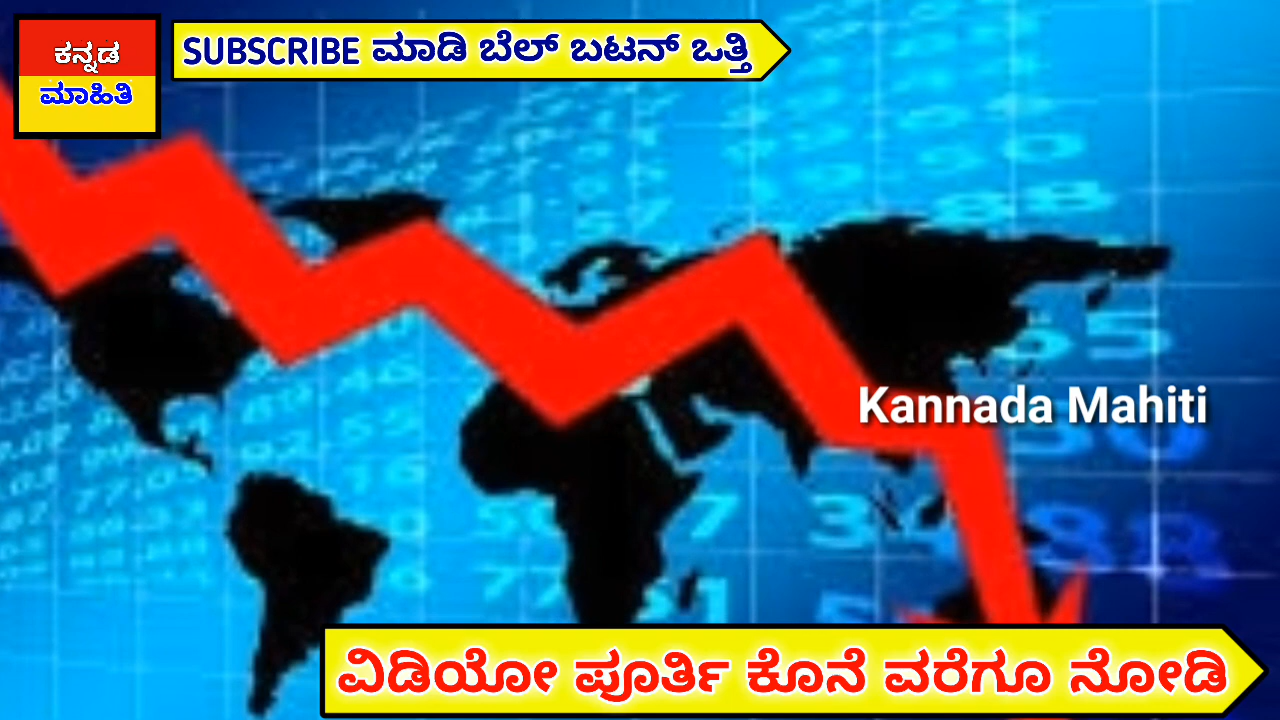 ಕನ್ನಡ
ಮಾಹಿತಿ
SUBSCRIBE ಮಾಡಿ ಬೆಲ್ ಬಟನ್ ಒತ್ತಿ
Kannada Mahiti
ವಿಡಿಯೋ ಪೂರ್ತಿ ಕೊನೆ ವರೆಗೂ ನೋಡಿ